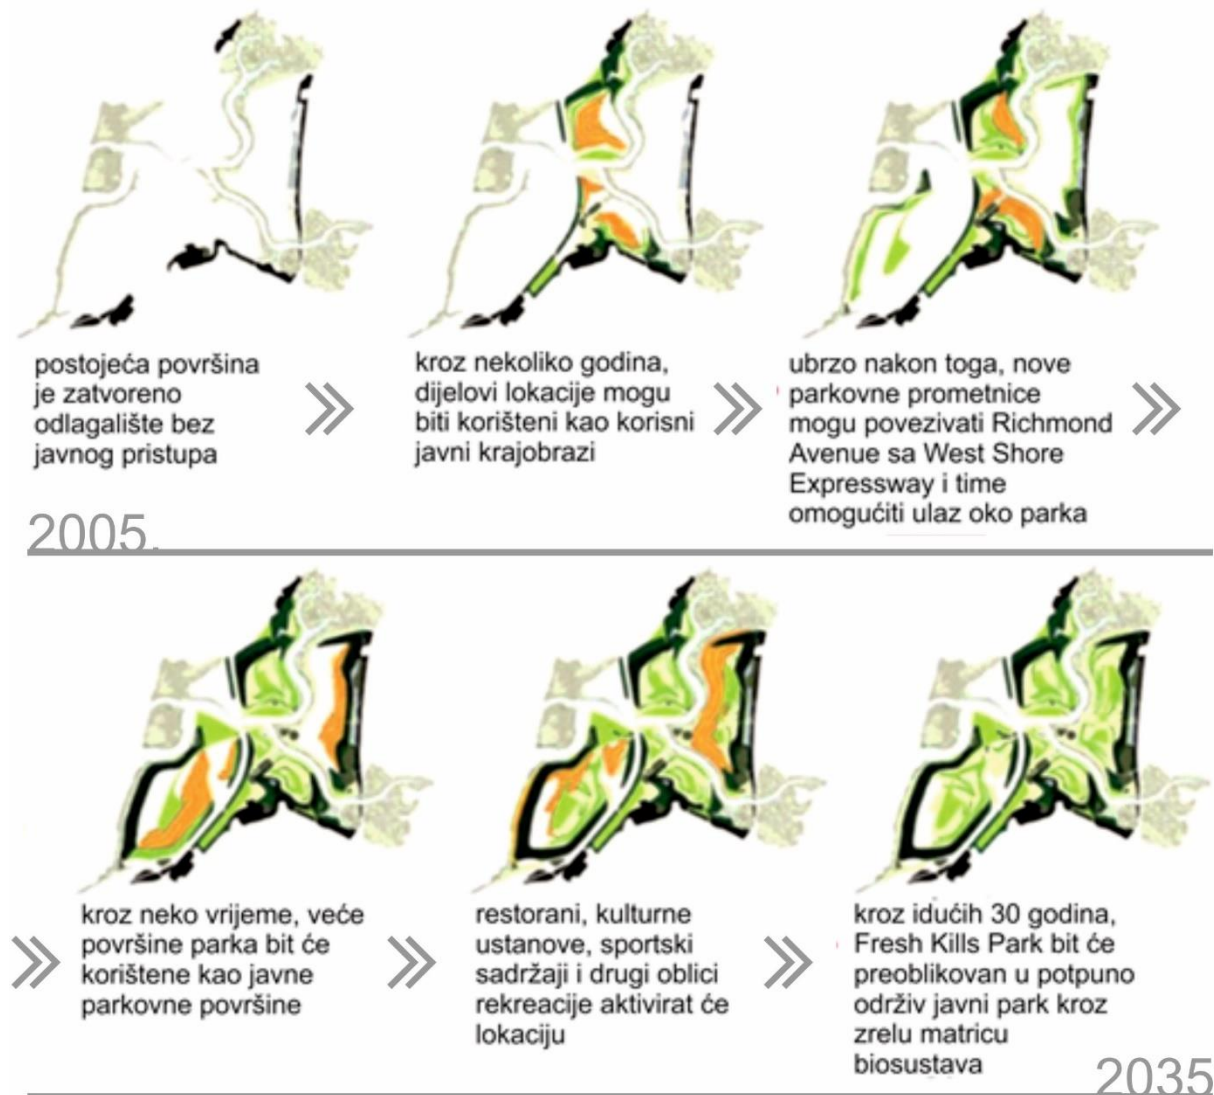 postojeća površina
je zatvoreno
odlagalište bez
javnog pristupa
kroz nekoliko godina,
dijelovi lokacije mogu
biti korišteni kao korisni
javni krajobrazi
ubrzo nakon toga, nove
parkovne prometnice
mogu povezivati Richmond
Avenue sa West Shore
Expressway i time
omogućiti ulaz oko parka
2005.
kroz neko vrijeme, veće
površine parka bit će
korištene kao javne
parkovne površine
restorani, kulturne
ustanove, sportski
sadržaji i drugi oblici
rekreacije aktivirat će
lokaciju
kroz idućih 30 godina,
Fresh Kills Park bit će
preoblikovan u potpuno
održiv javni park kroz
zrelu matricu
biosustava
2035